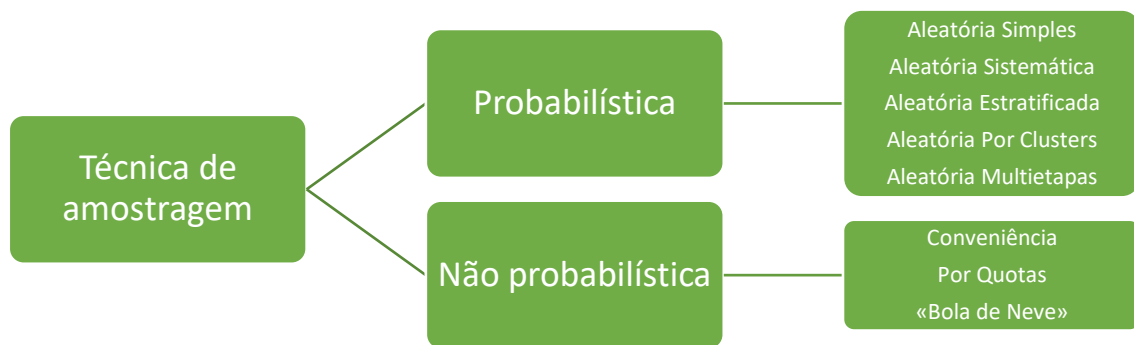 Técnica de
amostragem
Probabilística
Aleatória Simples
Aleatória Sistemática
Aleatória Estratificada
Aleatória Por Clusters
Aleatória Multietapas
Não probabilística
Conveniência
Por Quotas
«Bola de Neve»